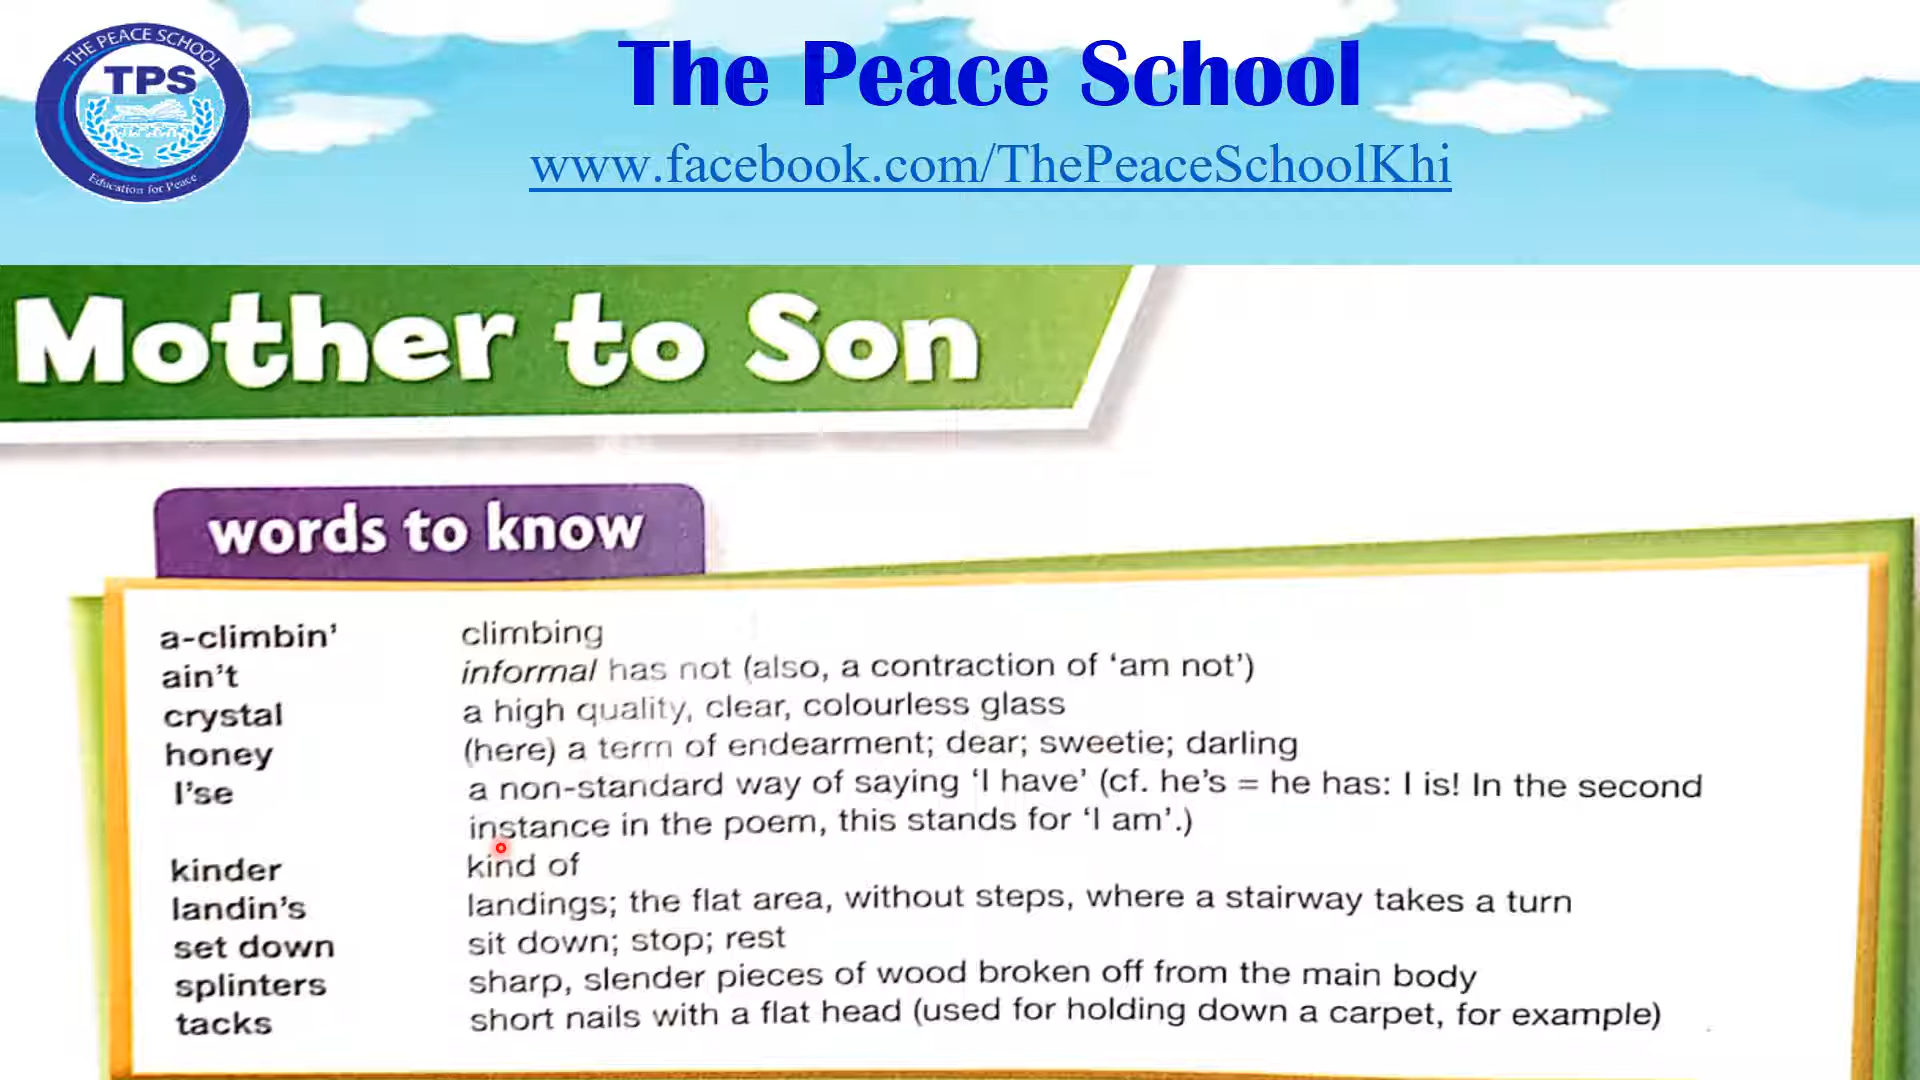 THE PEACE SCHOOL
TPS
Education for Peace
The Peace School
www.facebook.com/ThePeaceSchoolKhi
Mother to Son
words to know
a-climbin’ climbing
ain’t informal has not (also, a contraction of ‘am not’)
crystal a high quality, clear, colourless glass
honey (here) a term of endearment; dear; sweetie; darling
I’se a non-standard way of saying ‘I have’ (cf. he’s = he has: I is! In the second
instance in the poem, this stands for ‘I am’.)
kinder kind of
landin’s landings; the flat area, without steps, where a stairway takes a turn
set down sit down; stop; rest
splinters sharp, slender pieces of wood broken off from the main body
tacks short nails with a flat head (used for holding down a carpet, for example)